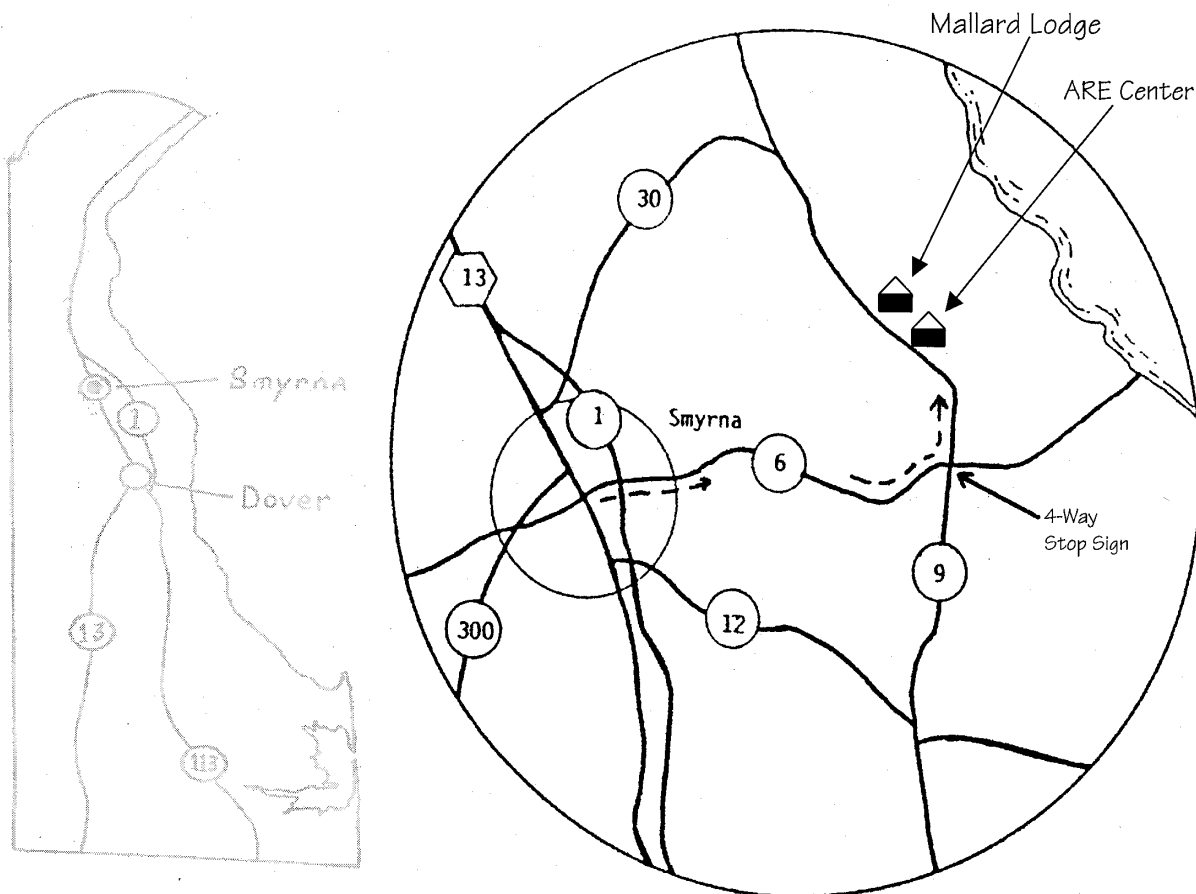 Mallard Lodge
ARE Center
30
13
Smyrna
1
Dover
13
113
1
Smyrna
6
4-Way
Stop Sign
9
300
12